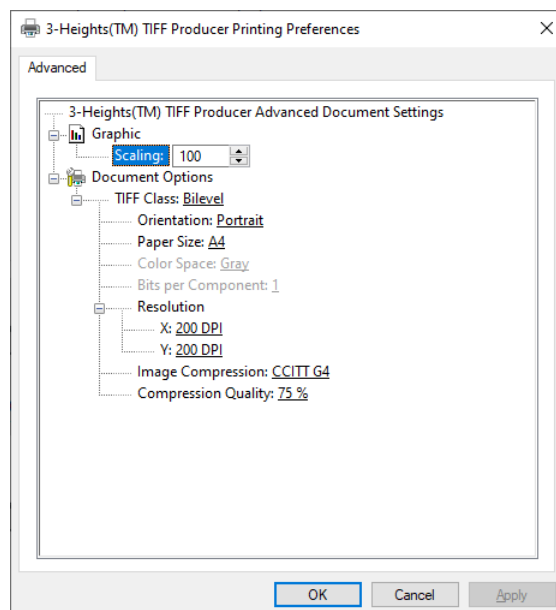 3-Heights(TM) TIFF Producer Printing Preferences
Advanced
3-Heights(TM) TIFF Producer Advanced Document Settings
Graphic
Scaling: 100
Document Options
TIFF Class: Bilevel
Orientation: Portrait
Paper Size: A4
Color Space: Gray
Bits per Component: 1
Resolution
X: 200 DPI
Y: 200 DPI
Image Compression: CCITT G4
Compression Quality: 75 %
OK Cancel Apply